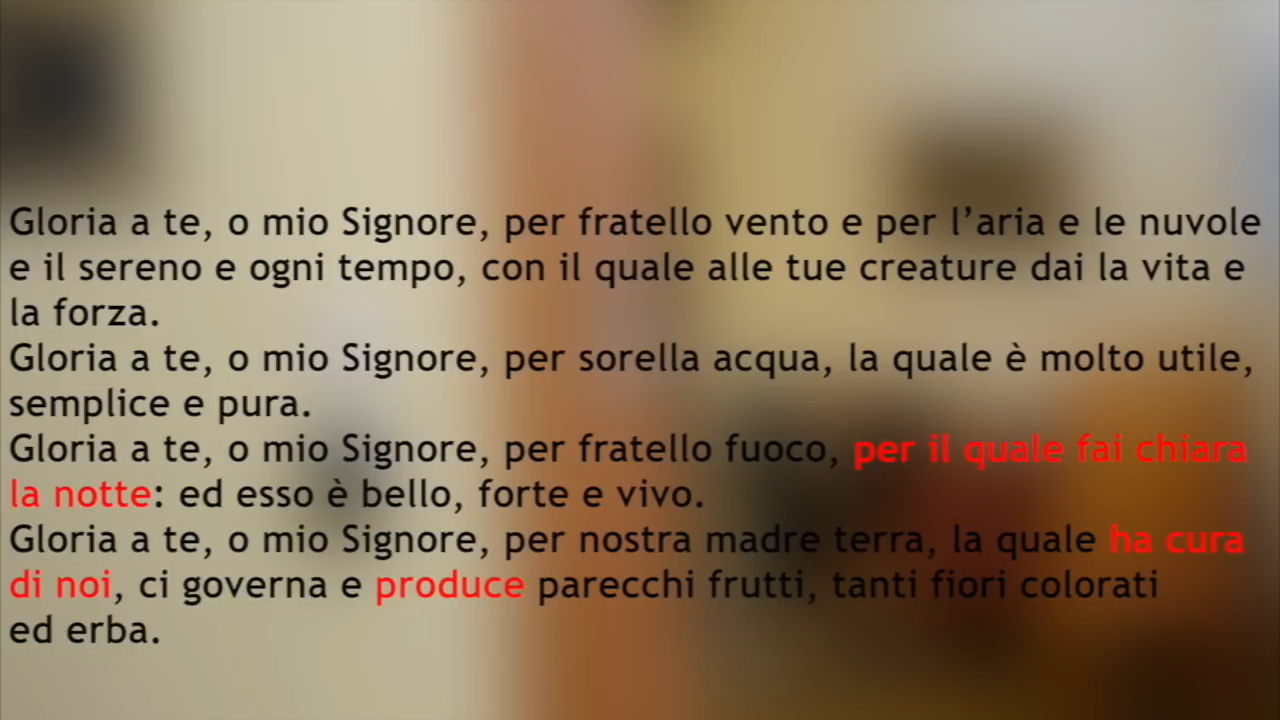 Gloria a te, o mio Signore, per fratello vento e per l’aria e le nuvole
e il sereno e ogni tempo, con il quale alle tue creature dai la vita e
la forza.
Gloria a te, o mio Signore, per sorella acqua, la quale è molto utile,
semplice e pura.
Gloria a te, o mio Signore, per fratello fuoco, per il quale fai chiara
la notte: ed esso è bello, forte e vivo.
Gloria a te, o mio Signore, per nostra madre terra, la quale ha cura
di noi, ci governa e produce parecchi frutti, tanti fiori colorati
ed erba.